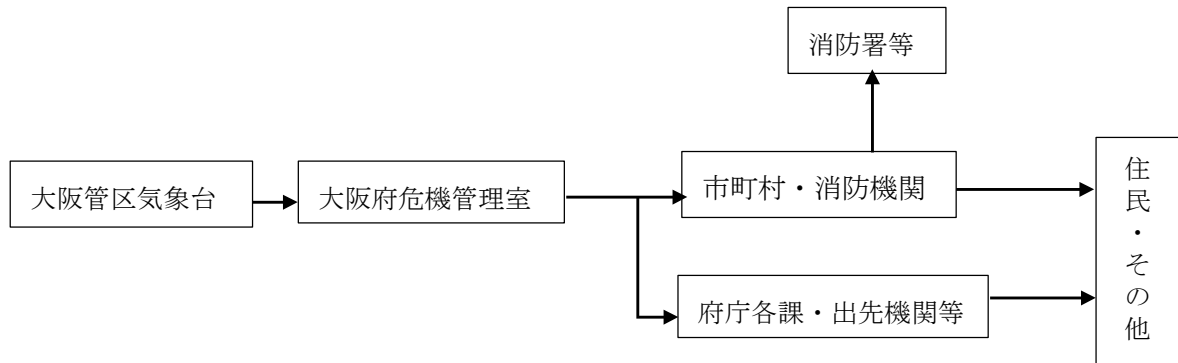 消防署等
大阪管区気象台
大阪府危機管理室
市町村・消防機関
府庁各課・出先機関等
住民・その他